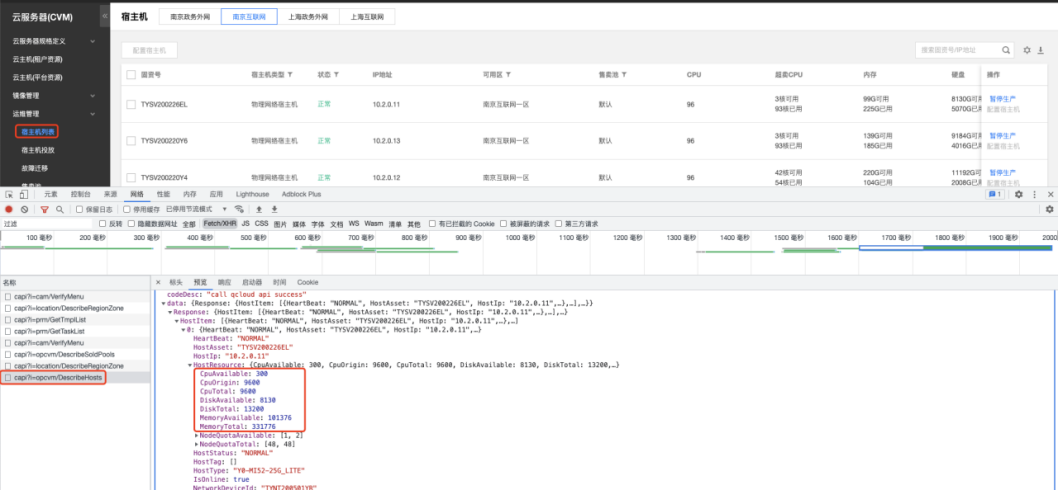 云服务器(CVM) « 宿主机 南京政务外网 南京互联网 上海政务外网 上海互联网
云服务器规格定义
云主机(租户资源) 配置宿主机 搜索固资号/IP地址
云主机(平台资源) 固资号 宿主机类型 状态 IP地址 可用区 售卖池 CPU 超卖CPU 内存 硬盘 操作
镜像管理
运维管理
TYSV200226EL 物理网络宿主机 正常 10.2.0.11 南京互联网一区 默认 96 3核可用 99G可用 8130G可用 暂停生产
93核已用 225G已用 5070G已用 配置宿主机
宿主机列表
宿主机投放
TYSV200220Y6 物理网络宿主机 正常 10.2.0.13 南京互联网一区 默认 96 3核可用 139G可用 9184G可用 暂停生产
93核已用 185G已用 4016G已用 配置宿主机
故障迁移
TYSV200220Y4 物理网络宿主机 正常 10.2.0.12 南京互联网一区 默认 96 42核可用 220G可用 11192G可用 暂停生产
54核已用 104G已用 2008G已用 配置宿主机
售卖池
元素 控制台 来源 网络 性能 内存 应用 Lighthouse Adblock Plus 1
保留日志 停用缓存 已停用节流模式
过滤 反转 隐藏数据网址 全部 Fetch/XHR JS CSS 图片 媒体 字体 文档 WS Wasm 清单 其他 有已拦截的 Cookie 被屏蔽的请求 第三方请求
100 毫秒 200 毫秒 300 毫秒 400 毫秒 500 毫秒 600 毫秒 700 毫秒 800 毫秒 900 毫秒 1000 毫秒 1100 毫秒 1200 毫秒 1300 毫秒 1400 毫秒 1500 毫秒 1600 毫秒 1700 毫秒 1800 毫秒 1900 毫秒 2000
名称 × 标头 预览 响应 启动器 时间 Cookie
capi?i=cam/VerifyMenu
capi?i=location/DescribeRegionZone
capi?i=prm/GetTmplList
capi?i=prm/GetTaskList
capi?i=cam/VerifyMenu
capi?i=opcvm/DescribeSoldPools
capi?i=location/DescribeRegionZone
capi?i=opcvm/DescribeHosts
codeDesc: "call qcloud api success"
data: {Response: {HostItem: [{HeartBeat: "NORMAL", HostAsset: "TYSV200226EL", HostIp: "10.2.0.11",…},…],…}}
Response: {HostItem: [{HeartBeat: "NORMAL", HostAsset: "TYSV200226EL", HostIp: "10.2.0.11",…},…],…}
HostItem: [{HeartBeat: "NORMAL", HostAsset: "TYSV200226EL", HostIp: "10.2.0.11",…},…]
0: {HeartBeat: "NORMAL", HostAsset: "TYSV200226EL", HostIp: "10.2.0.11",…}
HeartBeat: "NORMAL"
HostAsset: "TYSV200226EL"
HostIp: "10.2.0.11"
HostResource: {CpuAvailable: 300, CpuOrigin: 9600, CpuTotal: 9600, DiskAvailable: 8130, DiskTotal: 13200,…}
CpuAvailable: 300
CpuOrigin: 9600
CpuTotal: 9600
DiskAvailable: 8130
DiskTotal: 13200
MemoryAvailable: 101376
MemoryTotal: 331776
NodeQuotaAvailable: [1, 2]
NodeQuotaTotal: [48, 48]
HostStatus: "NORMAL"
HostTag: []
HostType: "Y0-MI52-25G_LITE"
IsOnline: true
NetworkDeviceId: "TYNT200501YB"